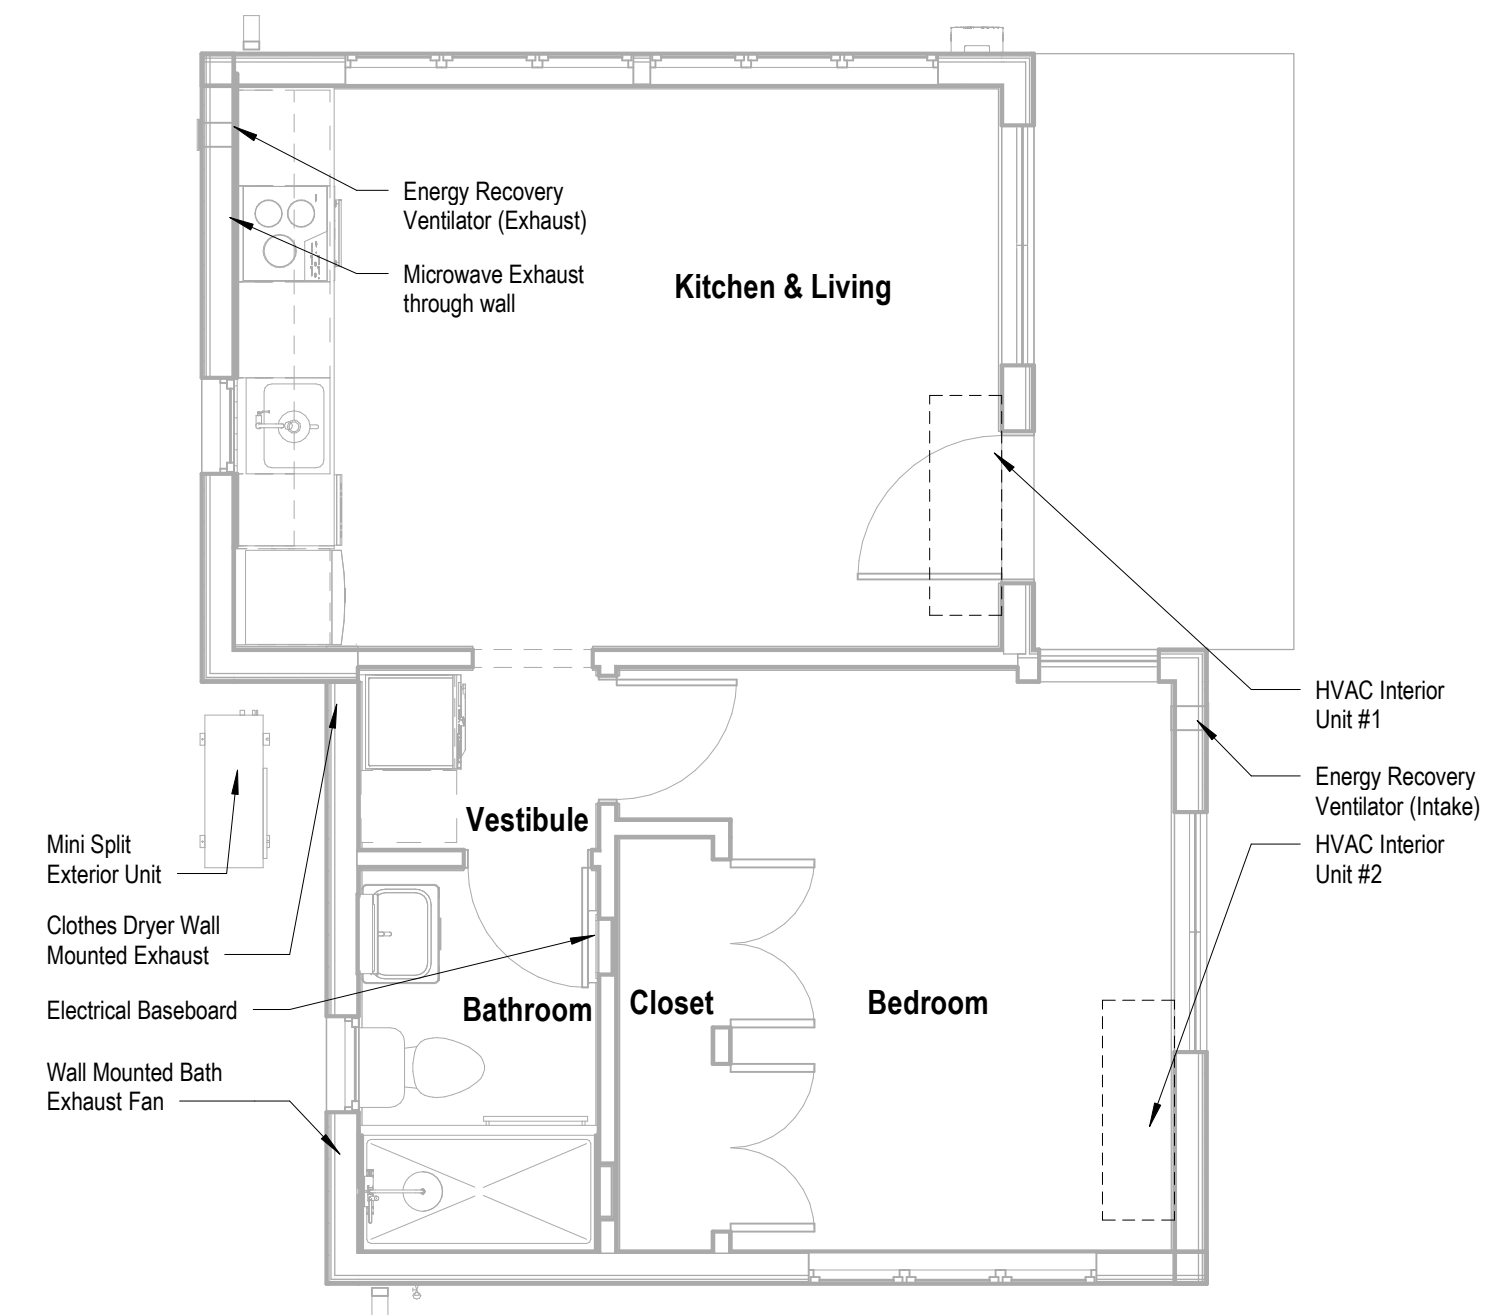 Energy Recovery
Ventilator (Exhaust)
Microwave Exhaust
through wall
Kitchen & Living
HVAC Interior
Unit #1
Energy Recovery
Ventilator (Intake)
HVAC Interior
Unit #2
Vestibule
Mini Split
Exterior Unit
Clothes Dryer Wall
Mounted Exhaust
Electrical Baseboard
Wall Mounted Bath
Exhaust Fan
Bathroom
Closet
Bedroom